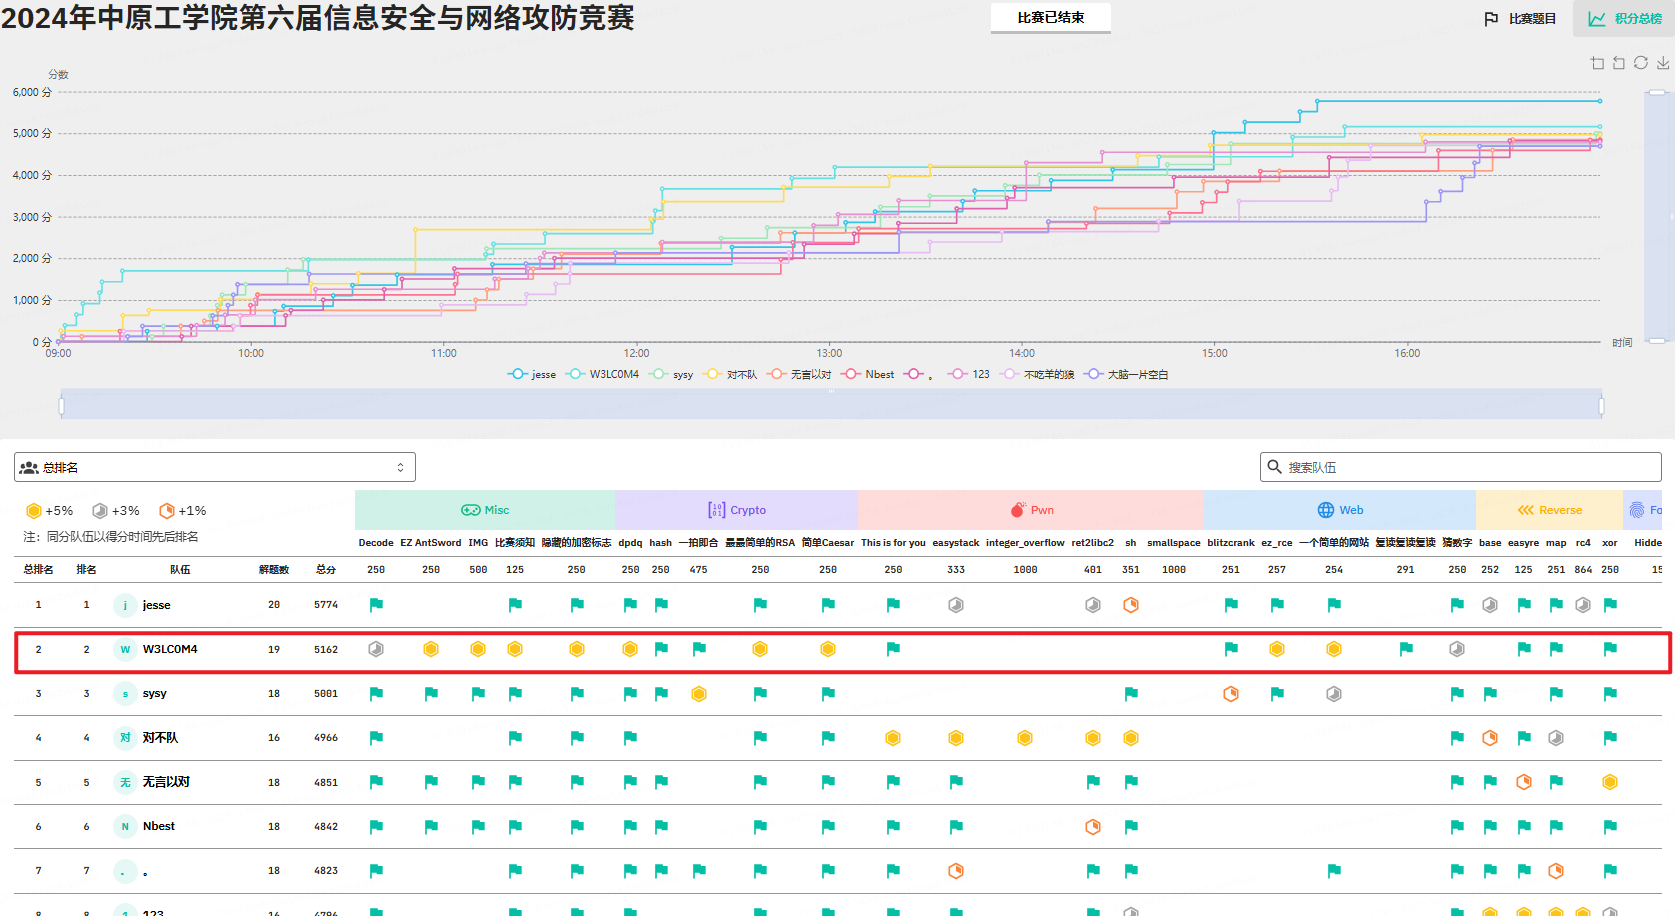 2024年中原工学院第六届信息安全与网络攻防竞赛
比赛已结束
比赛题目
积分总榜
分数
6,000 分
5,000 分
4,000 分
3,000 分
2,000 分
1,000 分
0 分
09:00 10:00 11:00 12:00 13:00 14:00 15:00 16:00
时间
jesse W3LC0M4 sysy 对不队 无言以对 Nbest 。 123 不吃羊的狼 大脑一片空白
总排名
搜索队伍
+5% +3% +1%
注：同分队伍以得分时间先后排名
Misc Crypto Pwn Web Reverse Fo
Decode EZ AntSword IMG 比赛须知 隐藏的加密标志 dpdq hash 一拍即合 最最简单的RSA 简单Caesar This is for you easystack integer_overflow ret2libc2 sh smallspace blitzcrank ez_rce 一个简单的网站 复读复读复读 猜数字 base easyre map rc4 xor Hidde
总排名 排名 队伍 解题数 总分 250 250 500 125 250 250 250 475 250 250 250 333 1000 401 351 1000 251 257 254 291 250 252 125 251 864 250 15
1 1 j jesse 20 5774
2 2 W W3LC0M4 19 5162
3 3 s sysy 18 5001
4 4 对 对不队 16 4966
5 5 无 无言以对 18 4851
6 6 N Nbest 18 4842
7 7 。 。 18 4823
8 8 1 123 16 4796